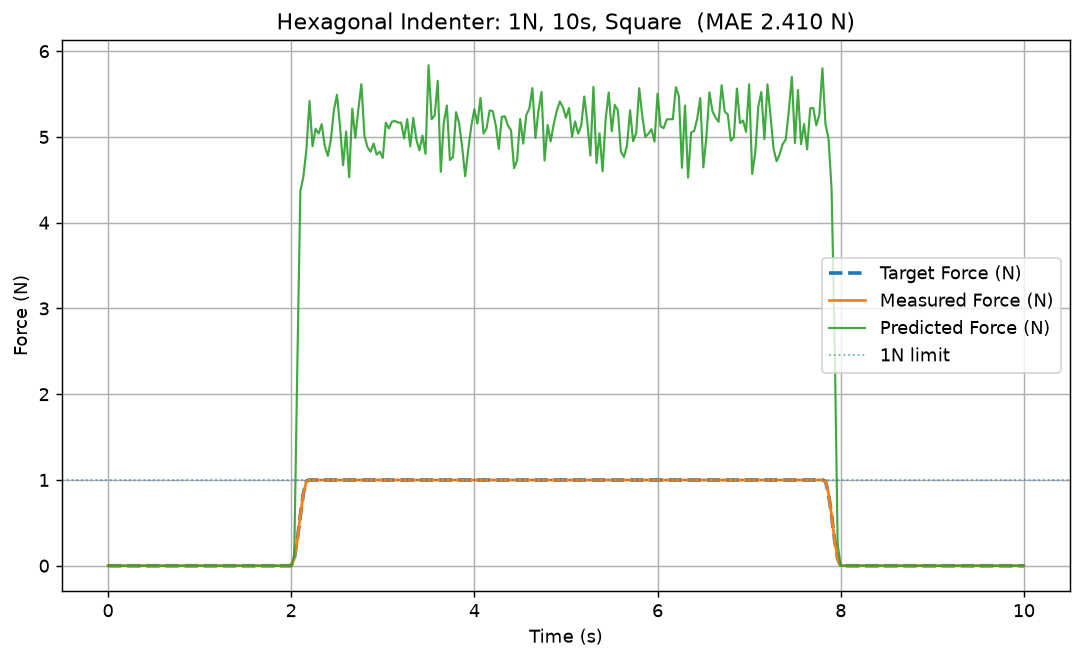 Hexagonal Indenter: 1N, 10s, Square  (MAE 2.410 N)
6
5
4
3
2
1
0
Force (N)
Target Force (N)
Measured Force (N)
Predicted Force (N)
1N limit
0 2 4 6 8 10
Time (s)